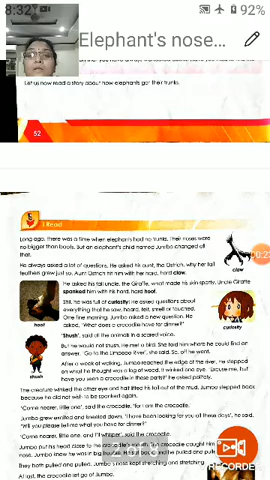 8:32
92%
Elephant's nose...
Let us now read a story about how elephants got their trunks.
52
I Read
Long ago, there was a time when elephants had no trunks. Their noses were
no bigger than boots. But an elephant's child named Jumbo changed all
that.
He always asked a lot of questions. He asked his aunt, the Ostrich, why her tail
feathers grew just so. Aunt Ostrich hit him with her hard, hard claw.
claw
He asked his tall uncle, the Giraffe, what made his skin spotty. Uncle Giraffe
spanked him with his hard, hard hoof.
hoof
Still, he was full of curiosity! He asked questions about
everything that he saw, heard, felt, smelt or touched.
One fine morning, Jumbo asked a new question. He
asked, 'What does a crocodile have for dinner?'
curiosity
'Shush', said all the animals in a scared voice.
But he would not shush. He met a bird. She told him where he could find an
answer. 'Go to the Limpopo River', she said. So, off he went.
shush
After a week of walking, Jumbo reached the edge of the river. He stepped
on what he thought was a log of wood. It winked one eye. 'Excuse me, but
have you seen a crocodile in these parts?' he asked politely.
The creature winked the other eye and half lifted his tail out of the mud. Jumbo stepped back
because he did not wish to be spanked again.
'Come nearer, little one', said the crocodile, 'for I am the crocodile.'
Jumbo grew excited and kneeled down. 'I have been looking for you all these days', he said,
'Will you please tell me what you have for dinner?'
'Come nearer, little one, and I'll whisper', said the crocodile.
Jumbo put his head close to the crocodile's
crocodile caught him
nose. Jumbo knew he was in big
he pulled and pulled
They both pulled and pulled. Jumbo's nose kept stretching and stretching
At last, the crocodile let go of Jumbo.
RECORDE